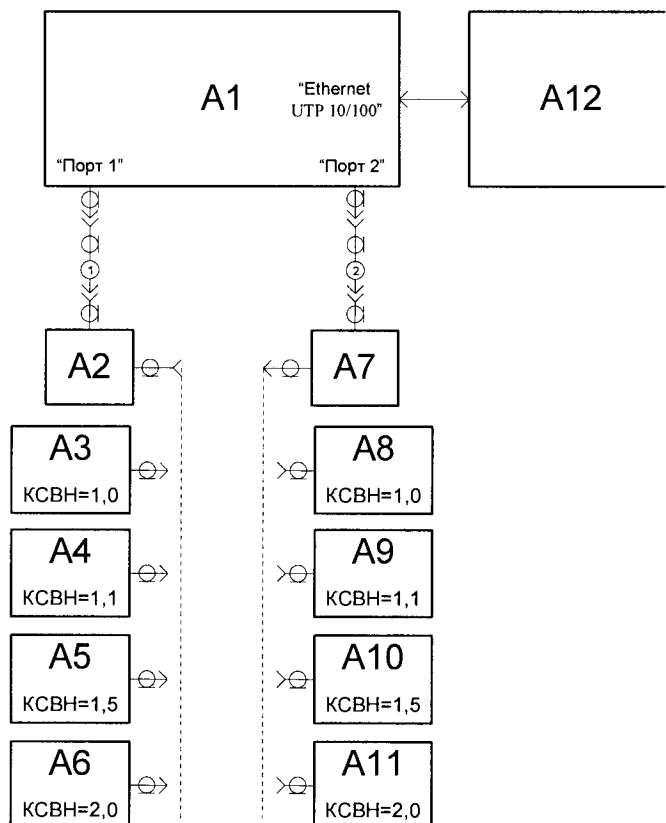 A1
"Ethernet
UTP 10/100"
A12
"Порт 1"
"Порт 2"
1
2
A2
A7
A3
КСВН=1,0
A8
КСВН=1,0
A4
КСВН=1,1
A9
КСВН=1,1
A5
КСВН=1,5
A10
КСВН=1,5
A6
КСВН=2,0
A11
КСВН=2,0